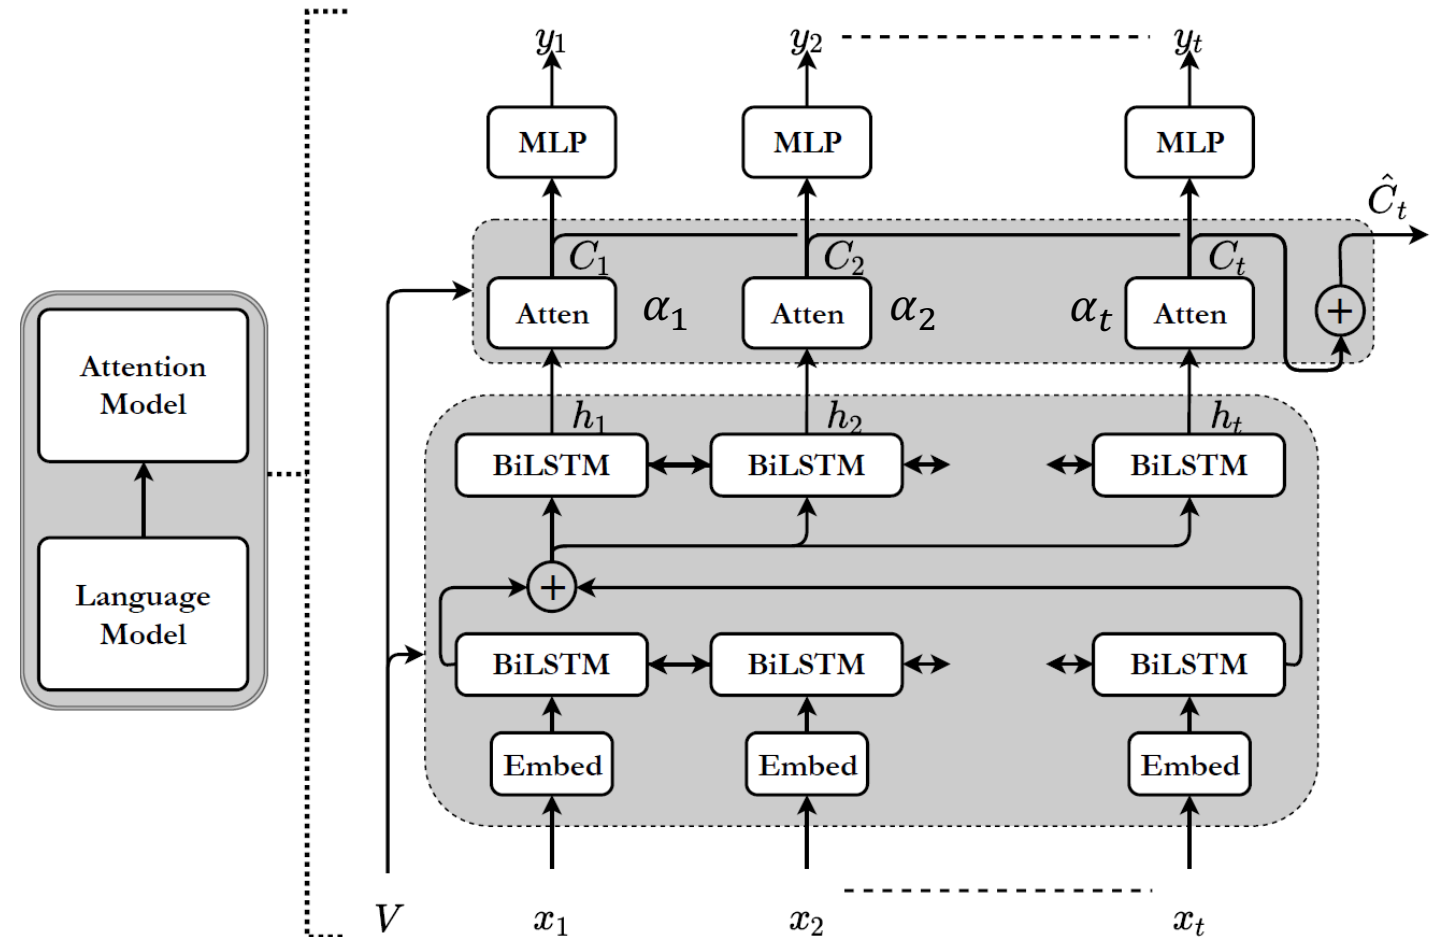 y₁ y₂ yₜ
MLP MLP MLP
Ĉₜ
C₁ C₂ Cₜ
Atten α₁ Atten α₂ αₜ Atten
h₁ h₂ hₜ
BiLSTM BiLSTM BiLSTM
+
+
BiLSTM BiLSTM BiLSTM
Embed Embed Embed
V x₁ x₂ xₜ
Attention
Model
Language
Model